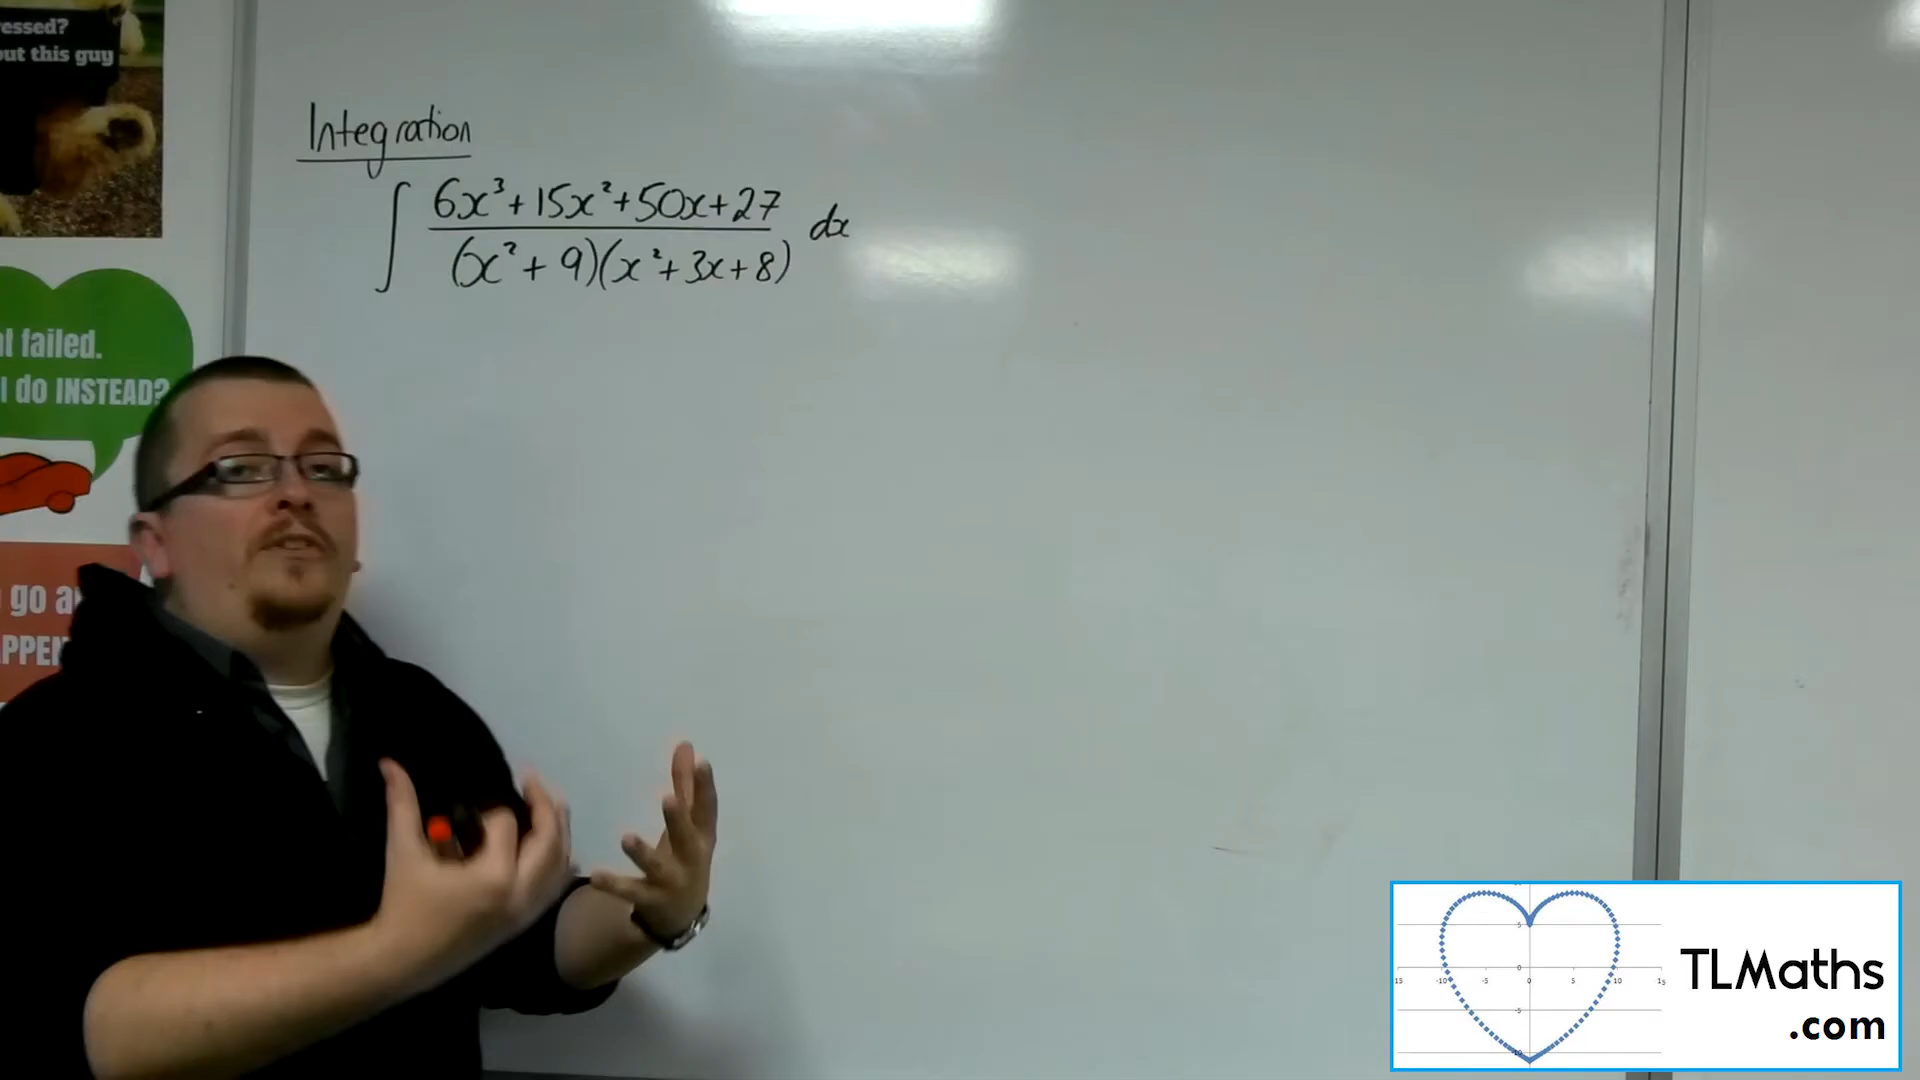 essed?
out this guy
Integration
∫ 6x³+15x²+50x+27 / (x²+9)(x²+3x+8) dx
t failed.
I do INSTEAD?
go a
PPEN
TLMaths
.com